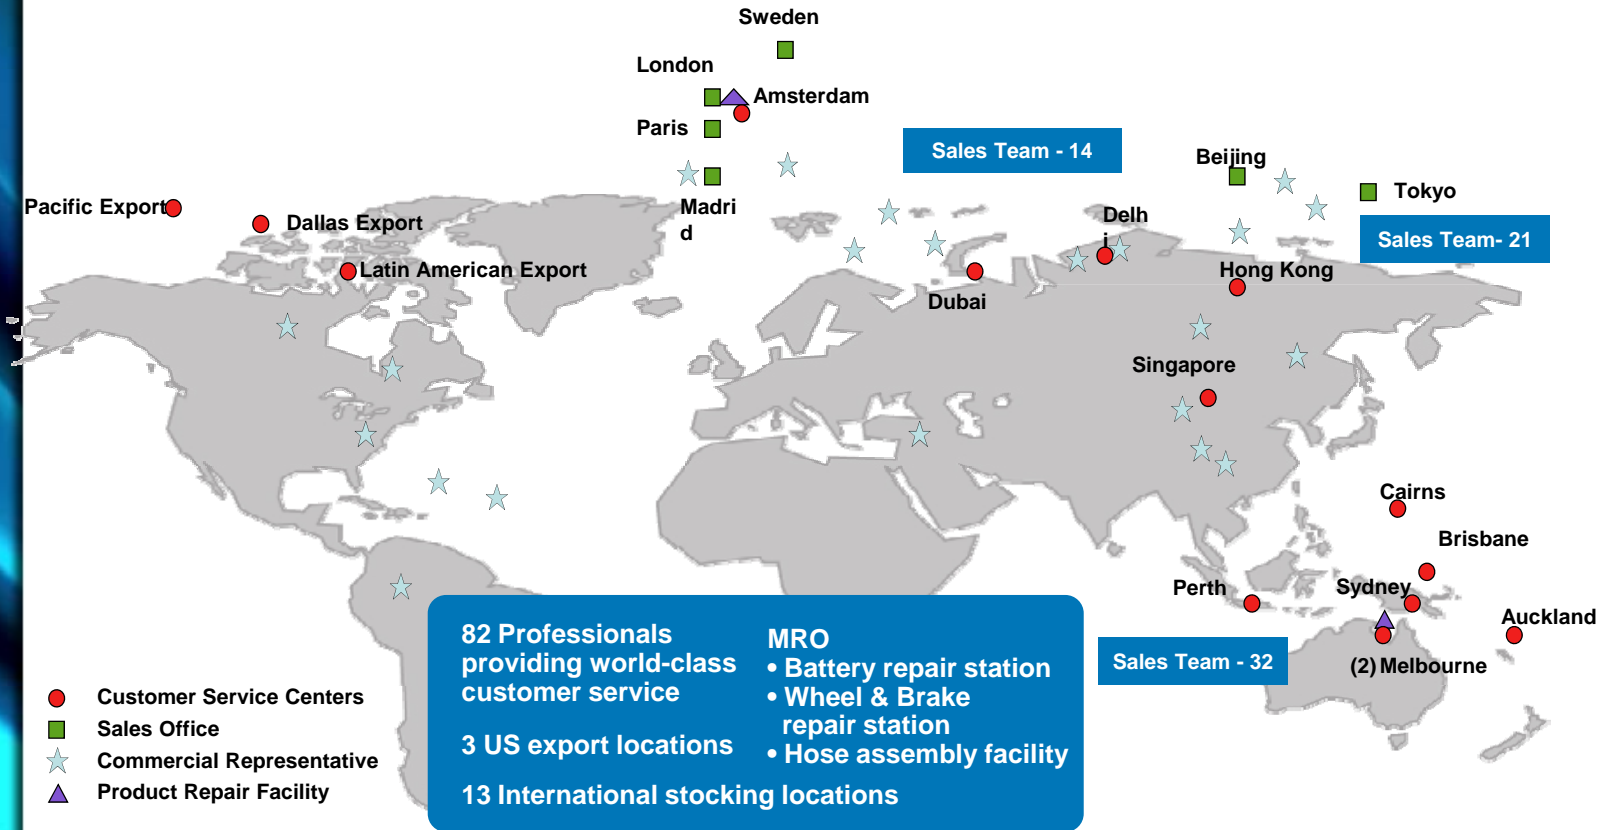 Sweden
London
Amsterdam
Paris
Sales Team - 14
Beijing
Tokyo
Pacific Export
Dallas Export
Madri
d
Delh
i
Sales Team- 21
Latin American Export
Hong Kong
Dubai
Singapore
Cairns
Brisbane
Perth
Sydney
Auckland
Sales Team - 32
(2) Melbourne
82 Professionals
providing world-class
customer service
3 US export locations
MRO
• Battery repair station
• Wheel & Brake
repair station
• Hose assembly facility
13 International stocking locations
Customer Service Centers
Sales Office
Commercial Representative
Product Repair Facility